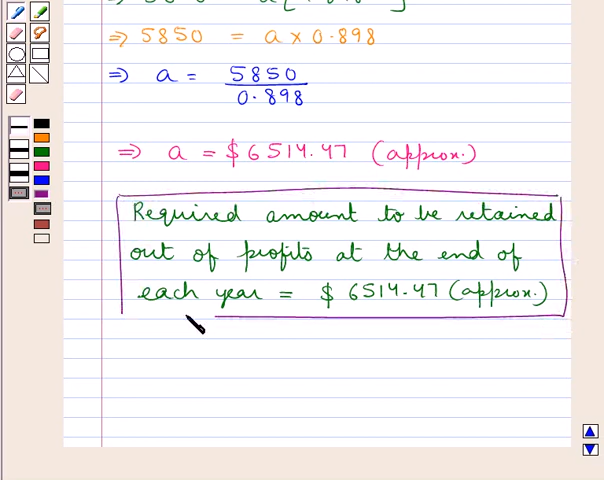 ⇒ 5850 = a × 0.898
⇒ a = 5850 / 0.898
⇒ a = $6514.47 (approx.)
Required amount to be retained
out of profits at the end of
each year = $ 6514.47 (approx.)